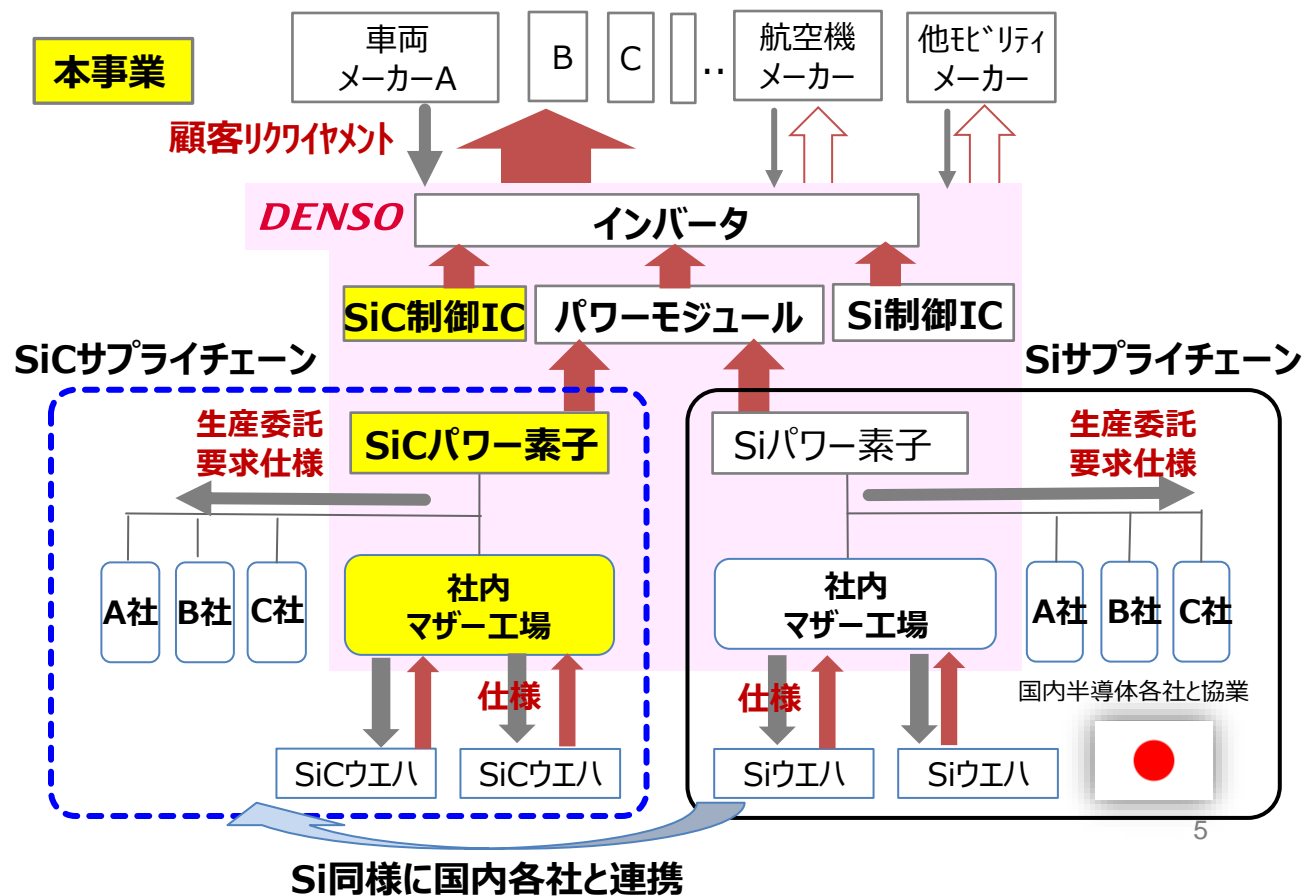 本事業
車両
メーカーA
B
C
‥
航空機
メーカー
他ﾓﾋﾞﾘﾃｨ
メーカー
顧客ﾘｸﾜｲﾔﾒﾝﾄ
DENSO
インバータ
SiC制御IC
パワーモジュール
Si制御IC
SiCサプライチェーン
Siサプライチェーン
生産委託
要求仕様
SiCパワー素子
Siパワー素子
生産委託
要求仕様
A社
B社
C社
社内
マザー工場
社内
マザー工場
A社
B社
C社
仕様
仕様
国内半導体各社と協業
SiCウエハ
SiCウエハ
Siウエハ
Siウエハ
5
Si同様に国内各社と連携